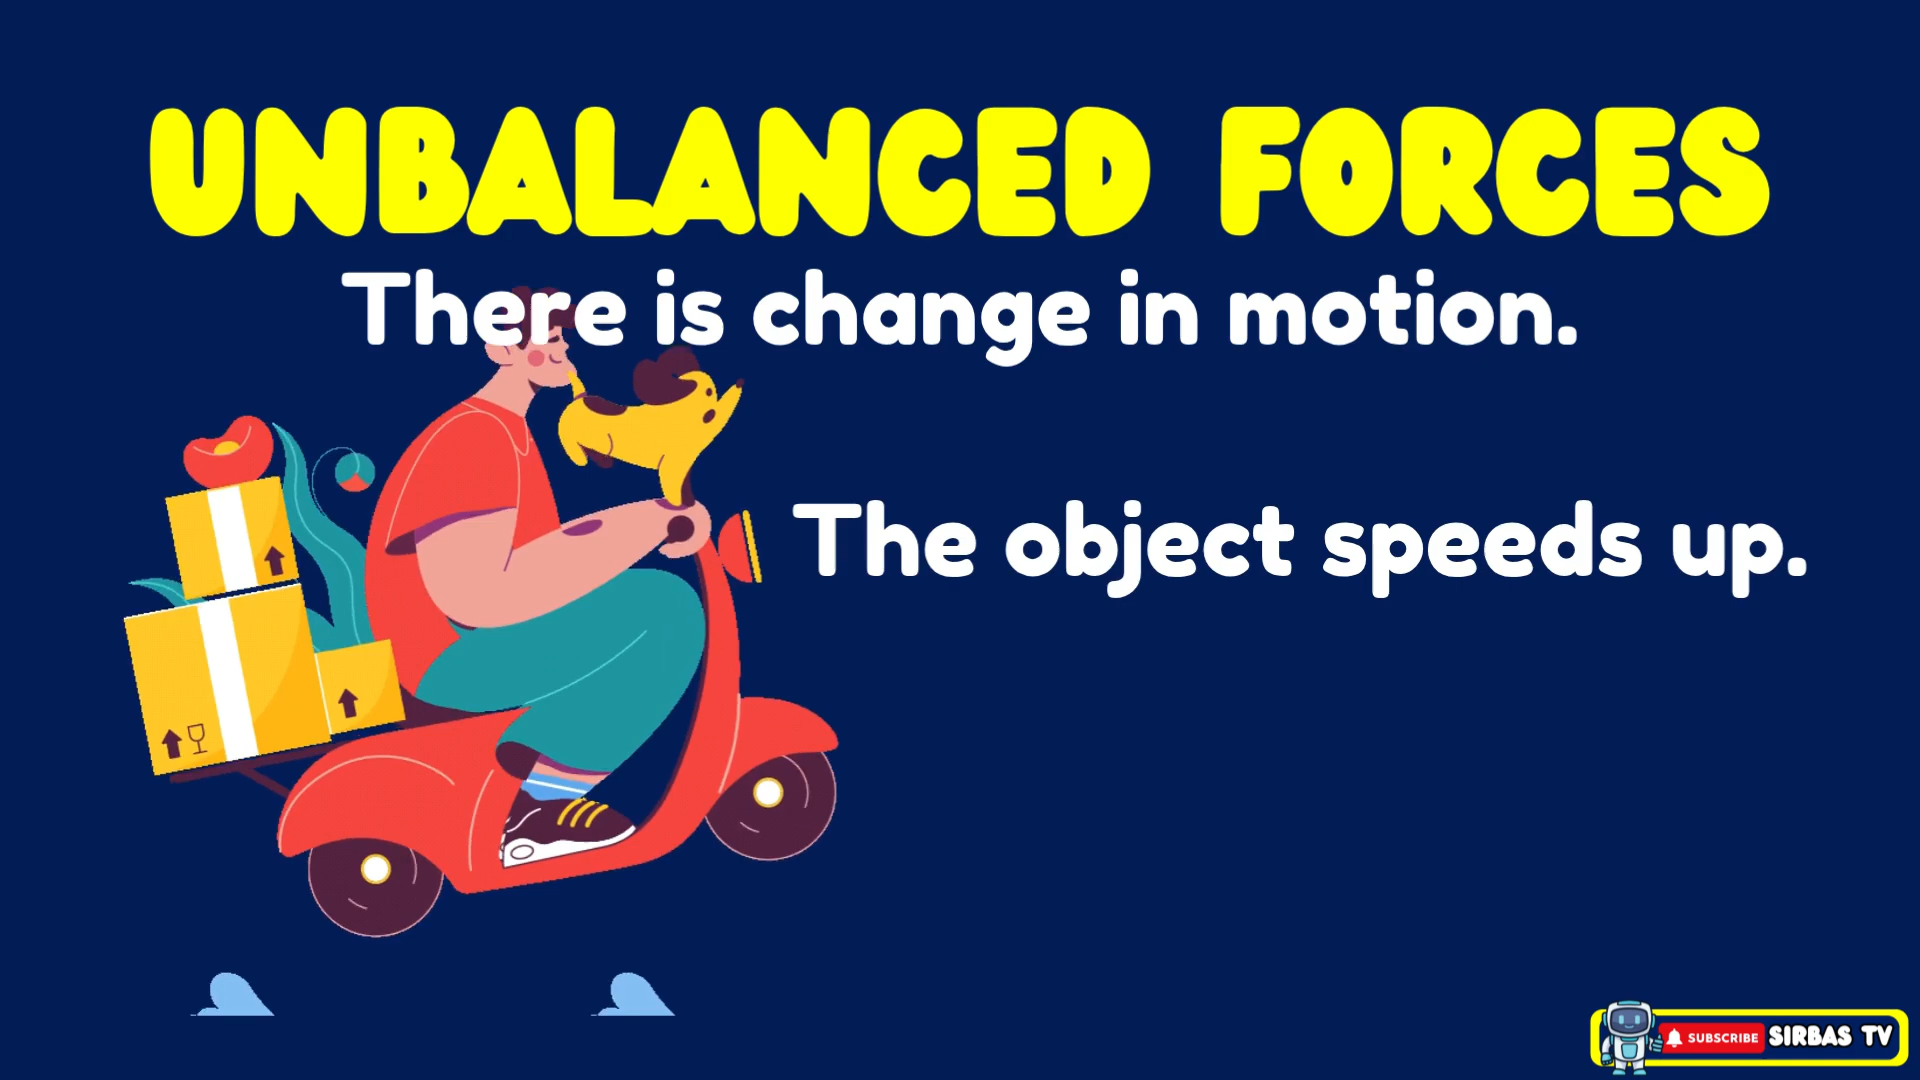 UNBALANCED FORCES
There is change in motion.
The object speeds up.
SUBSCRIBE SIRBAS TV